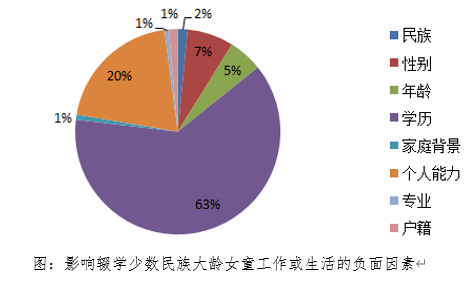 1%
2%
1%
7%
民族
性别
5%
年龄
20%
学历
1%
家庭背景
个人能力
专业
63%
户籍
图：影响辍学少数民族大龄女童工作或生活的负面因素↵